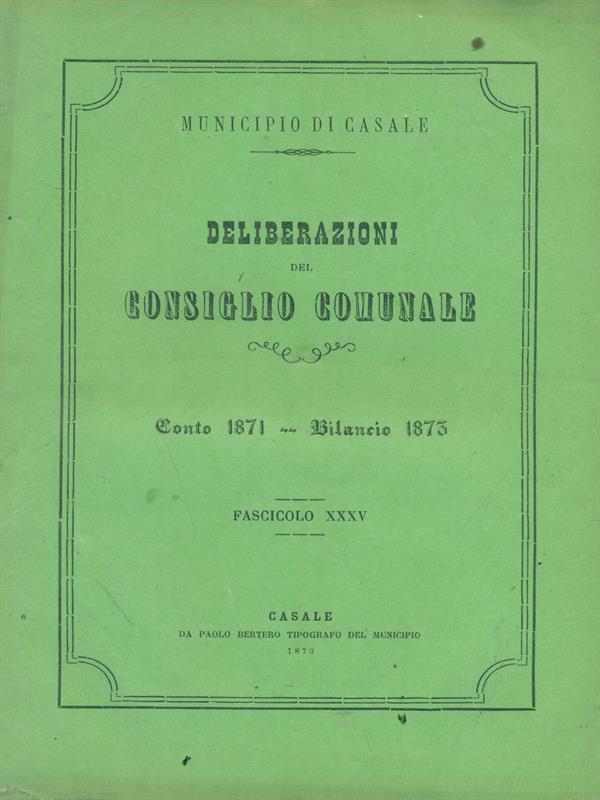 MUNICIPIO DI CASALE
DELIBERAZIONI
DEL
CONSIGLIO COMUNALE
Conto 1871 -- Bilancio 1873
FASCICOLO XXXV
CASALE
DA PAOLO BERTERO TIPOGRAFO DEL MUNICIPIO
1873